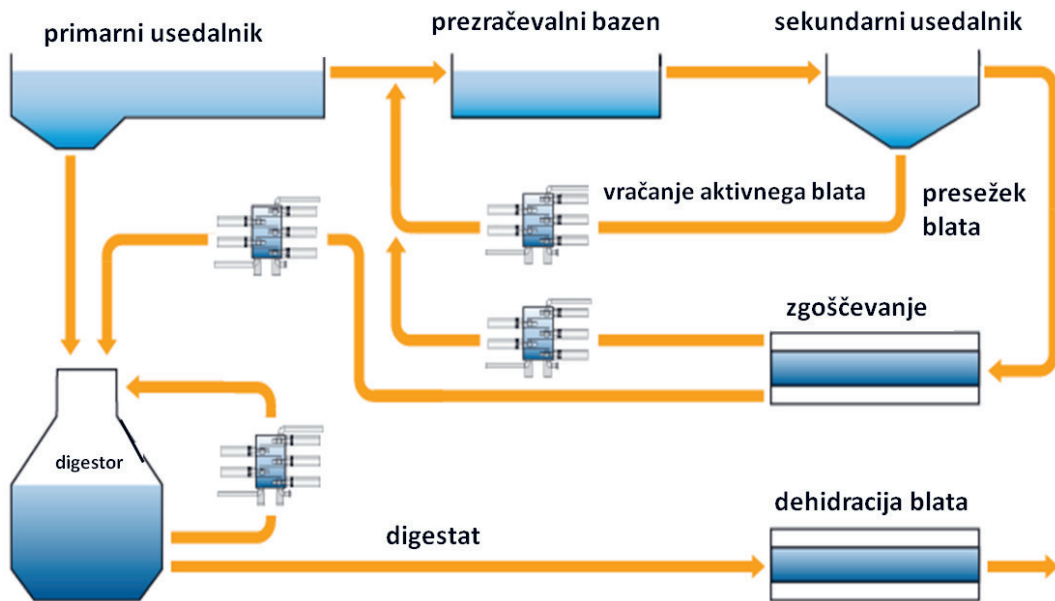 primarni usedalnik
prezračevalni bazen
sekundarni usedalnik
vračanje aktivnega blata
presežek
blata
zgoščevanje
digestor
digestat
dehidracija blata